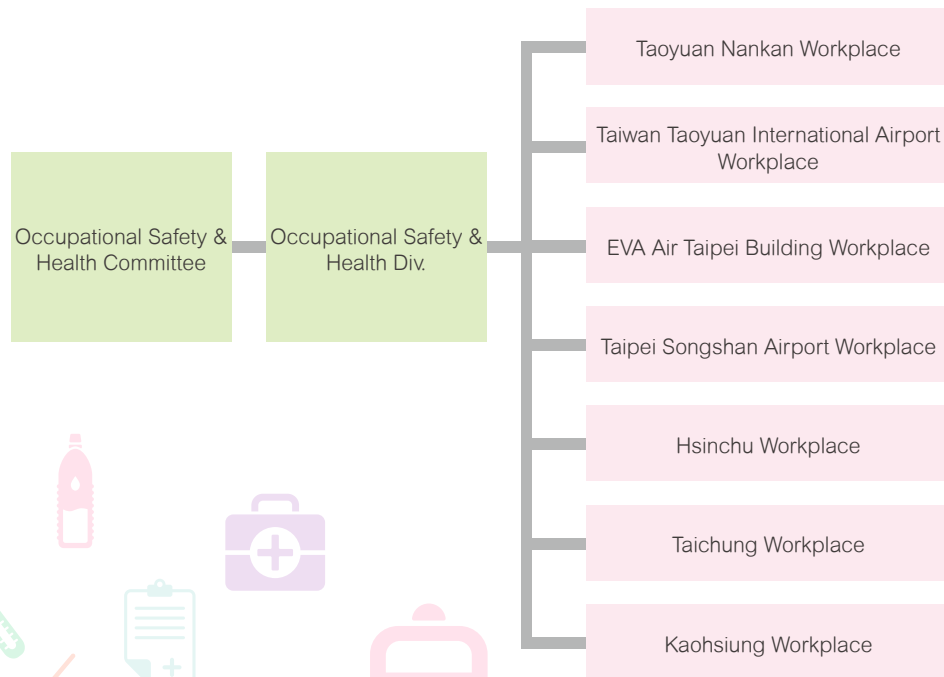 Occupational Safety &
Health Committee
Occupational Safety &
Health Div.
Taoyuan Nankan Workplace
Taiwan Taoyuan International Airport
Workplace
EVA Air Taipei Building Workplace
Taipei Songshan Airport Workplace
Hsinchu Workplace
Taichung Workplace
Kaohsiung Workplace